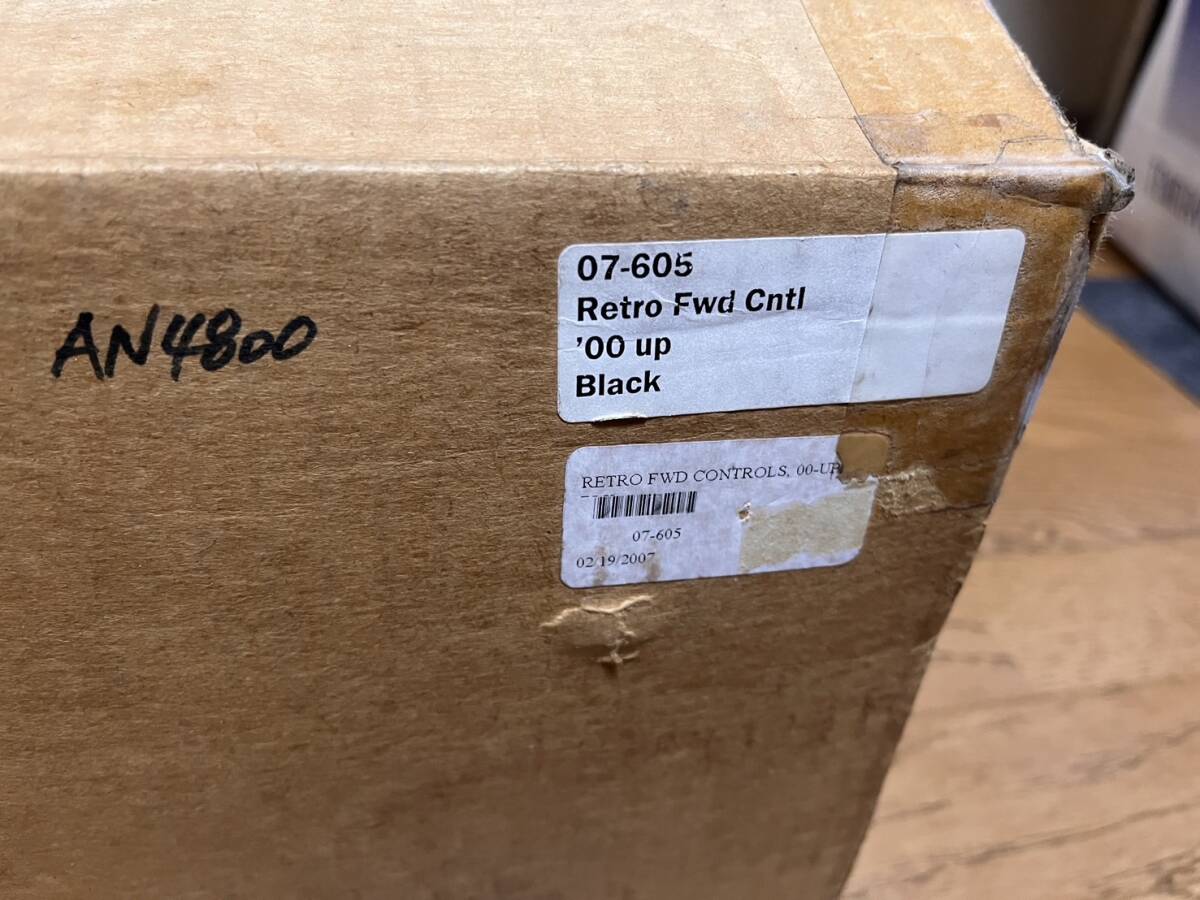 AN4800
07-605
Retro Fwd Cntl
’00 up
Black
RETRO FWD CONTROLS, 00-UP
07-605
02/19/2007